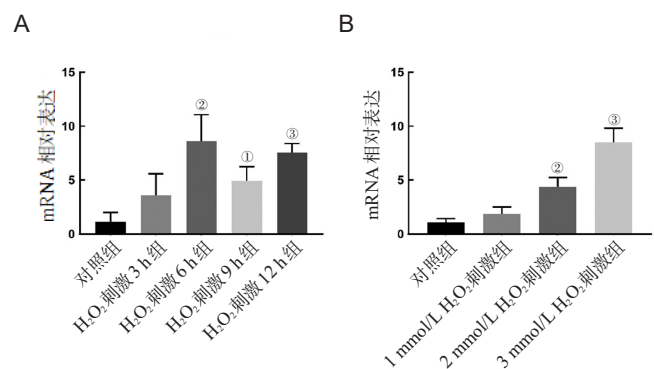 A
mRNA 相对表达
15
10
5
0
②
①
③
对照组
H₂O₂刺激 3 h 组
H₂O₂刺激 6 h 组
H₂O₂刺激 9 h 组
H₂O₂刺激 12 h 组
B
mRNA 相对表达
15
10
5
0
②
③
对照组
1 mmol/L H₂O₂刺激组
2 mmol/L H₂O₂刺激组
3 mmol/L H₂O₂刺激组